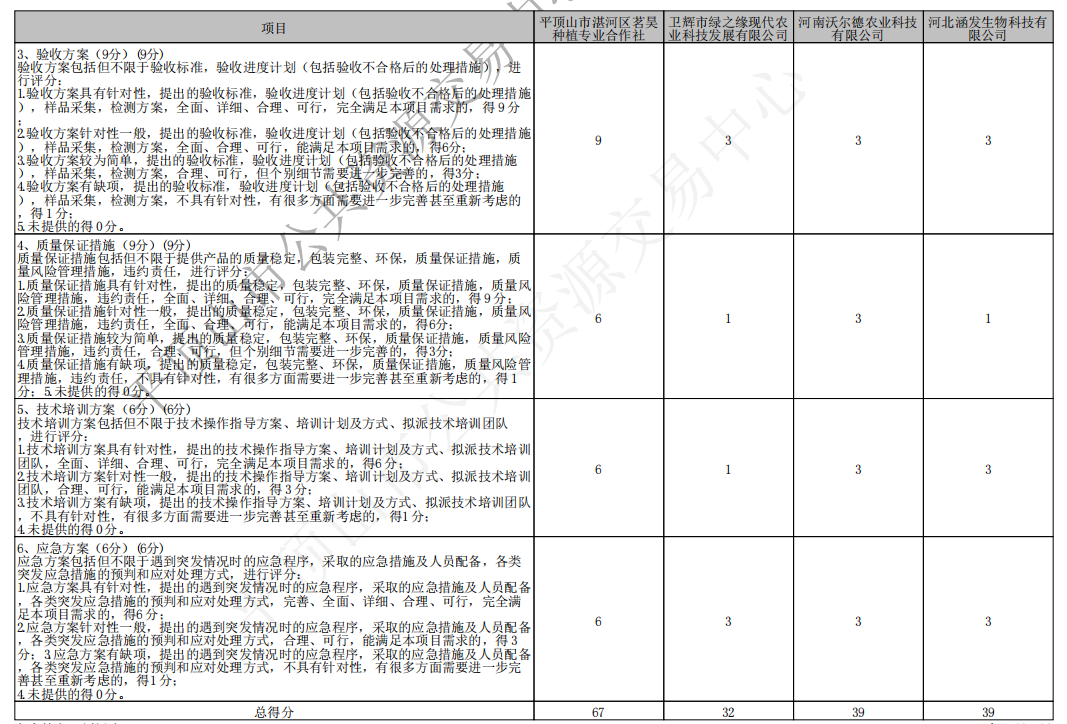 项目
平顶山市湛河区茗昊
种植专业合作社
卫辉市绿之缘现代农
业科技发展有限公司
河南沃尔德农业科技
有限公司
河北涵发生物科技有
限公司
3、验收方案（9分）(9分)
验收方案包括但不限于验收标准，验收进度计划（包括验收不合格后的处理措施），进
行评分；
1.验收方案具有针对性，提出的验收标准，验收进度计划（包括验收不合格后的处理措施
），样品采集，检测方案，全面、详细、合理、可行，完全满足本项目需求的，得 9 分
；
2.验收方案针对性一般，提出的验收标准，验收进度计划（包括验收不合格后的处理措施
），样品采集，检测方案，全面、合理、可行，能满足本项目需求的，得6分；
3.验收方案较为简单，提出的验收标准，验收进度计划（包括验收不合格后的处理措施
），样品采集，检测方案，合理、可行，但个别细节需要进一步完善的，得3分；
4.验收方案有缺项，提出的验收标准，验收进度计划（包括验收不合格后的处理措施
），样品采集，检测方案，不具有针对性，有很多方面需要进一步完善甚至重新考虑的
，得 1 分；
5.未提供的得 0 分。
9
3
3
3
4、质量保证措施（9分）(9分)
质量保证措施包括但不限于提供产品的质量稳定，包装完整、环保，质量保证措施，质
量风险管理措施，违约责任，进行评分；
1.质量保证措施具有针对性，提出的质量稳定，包装完整、环保，质量保证措施，质量风
险管理措施，违约责任，全面、详细、合理、可行，完全满足本项目需求的，得 9 分；
2.质量保证措施针对性一般，提出的质量稳定，包装完整、环保，质量保证措施，质量风
险管理措施，违约责任，全面、合理、可行，能满足本项目需求的，得6分；
3.质量保证措施较为简单，提出的质量稳定，包装完整、环保，质量保证措施，质量风险
管理措施，违约责任，合理、可行，但个别细节需要进一步完善的，得3分；
4.质量保证措施有缺项，提出的质量稳定，包装完整、环保，质量保证措施，质量风险管
理措施，违约责任，不具有针对性，有很多方面需要进一步完善甚至重新考虑的，得 1
分；5.未提供的得 0分。
6
1
3
1
5、技术培训方案（6分）(6分)
技术培训方案包括但不限于技术操作指导方案、培训计划及方式、拟派技术培训团队
，进行评分：
1.技术培训方案具有针对性，提出的技术操作指导方案、培训计划及方式、拟派技术培训
团队，全面、详细、合理、可行，完全满足本项目需求的，得6 分；
2.技术培训方案针对性一般，提出的技术操作指导方案、培训计划及方式、拟派技术培训
团队，合理、可行，能满足本项目需求的，得 3 分；
3.技术培训方案有缺项，提出的技术操作指导方案、培训计划及方式、拟派技术培训团队
，不具有针对性，有很多方面需要进一步完善甚至重新考虑的，得1 分；
4.未提供的得 0 分。
6
1
3
3
6、应急方案（6分）(6分)
应急方案包括但不限于遇到突发情况时的应急程序，采取的应急措施及人员配备，各类
突发应急措施的预判和应对处理方式，进行评分；
1.应急方案具有针对性，提出的遇到突发情况时的应急程序，采取的应急措施及人员配备
，各类突发应急措施的预判和应对处理方式，完善、全面、详细、合理、可行，完全满
足本项目需求的，得6 分；
2.应急方案针对性一般，提出的遇到突发情况时的应急程序，采取的应急措施及人员配备
，各类突发应急措施的预判和应对处理方式，合理、可行，能满足本项目需求的，得 3
分；3.应急方案有缺项，提出的遇到突发情况时的应急程序，采取的应急措施及人员配备
，各类突发应急措施的预判和应对处理方式，不具有针对性，有很多方面需要进一步完
善甚至重新考虑的，得1 分；
4.未提供的得 0 分。
6
3
3
3
总得分
67
32
39
39
平顶山市公共资源交易中
公共资源交易中心